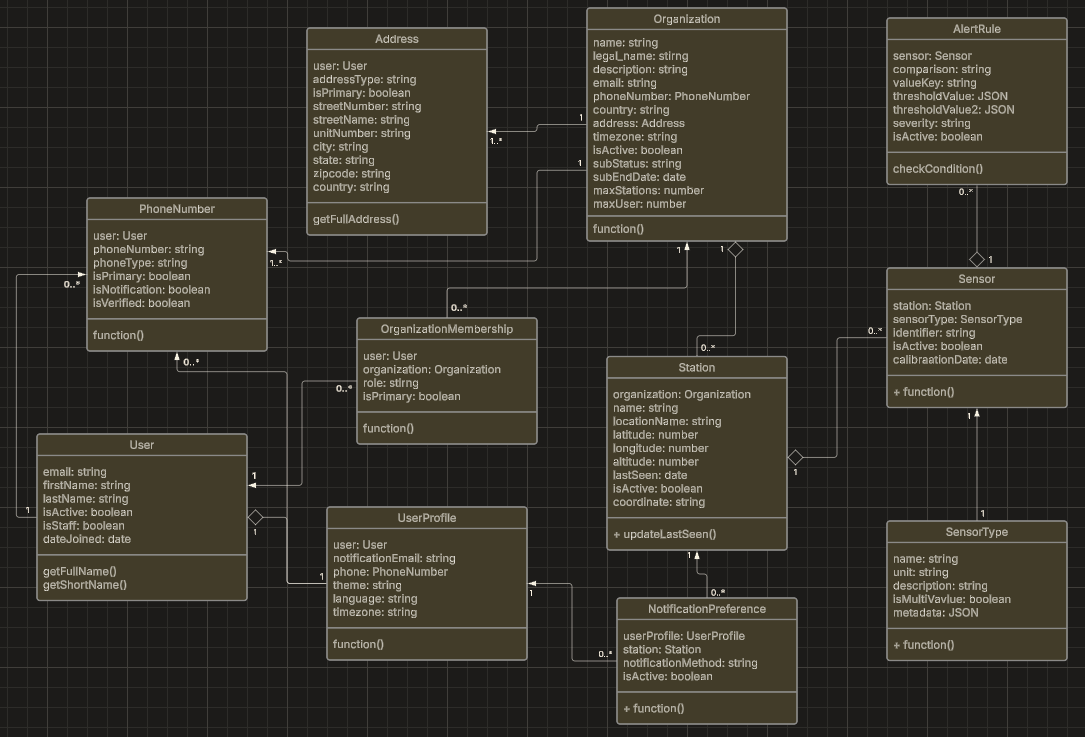 Address
user: User
addressType: string
isPrimary: boolean
streetNumber: string
streetName: string
unitNumber: string
city: string
state: string
zipcode: string
country: string
getFullAddress()
Organization
name: string
legal_name: stirng
description: string
email: string
phoneNumber: PhoneNumber
country: string
address: Address
timezone: string
isActive: boolean
subStatus: string
subEndDate: date
maxStations: number
maxUser: number
function()
AlertRule
sensor: Sensor
comparison: string
valueKey: string
thresholdValue: JSON
thresholdValue2: JSON
severity: string
isActive: boolean
checkCondition()
1
1..*
1
1..*
0..*
1
PhoneNumber
user: User
phoneNumber: string
phoneType: string
isPrimary: boolean
isNotification: boolean
isVerified: boolean
function()
0..*
0..*
1
1
0..*
0..*
OrganizationMembership
user: User
organization: Organization
role: stirng
isPrimary: boolean
function()
0..*
1
Sensor
station: Station
sensorType: SensorType
identifier: string
isActive: boolean
calibraationDate: date
+ function()
0..*
1
1
Station
organization: Organization
name: string
locationName: string
latitude: number
longitude: number
altitude: number
lastSeen: date
isActive: boolean
coordinate: string
+ updateLastSeen()
1
0..*
User
email: string
firstName: string
lastName: string
isActive: boolean
isStaff: boolean
dateJoined: date
getFullName()
getShortName()
1
1
1
UserProfile
user: User
notificationEmail: string
phone: PhoneNumber
theme: string
language: string
timezone: string
function()
1
0..*
NotificationPreference
userProfile: UserProfile
station: Station
notificationMethod: string
isActive: boolean
+ function()
1
SensorType
name: string
unit: string
description: string
isMultiVavlue: boolean
metadata: JSON
+ function()